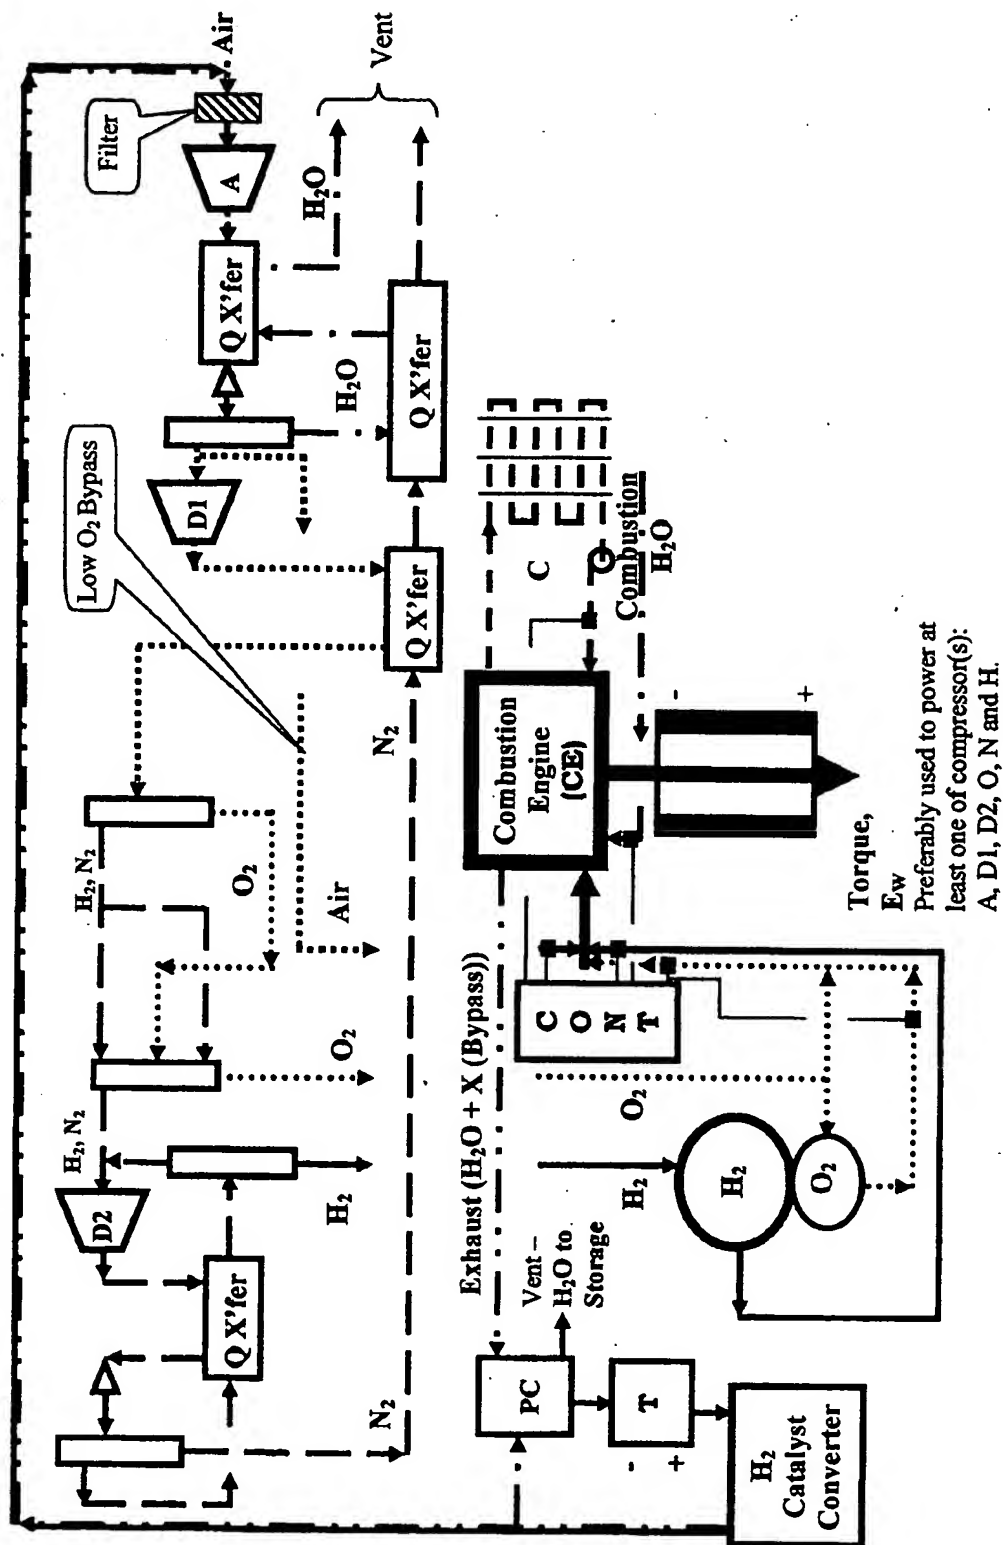 Air
Filter
A
Vent
H₂O
Q X'fer
H₂O
Q X'fer
D1
Low O₂ Bypass
Q X'fer
N₂
H₂, N₂
O₂
Air
O₂
H₂, N₂
D2
H₂
Q X'fer
N₂
Combustion
H₂O
C
Combustion
Engine
(CE)
-
+
Torque,
Ew
Preferably used to power at
least one of compressor(s):
A, D1, D2, O, N and H.
Exhaust (H₂O + X (Bypass))
C
O
N
T
O₂
H₂
H₂
O₂
Vent –
H₂O to
Storage
PC
T
-
+
H₂
Catalyst
Converter